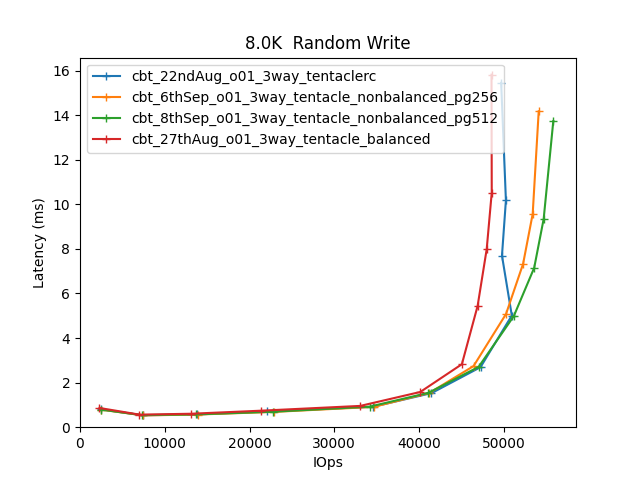 8.0K  Random Write
cbt_22ndAug_o01_3way_tentaclerc
cbt_6thSep_o01_3way_tentacle_nonbalanced_pg256
cbt_8thSep_o01_3way_tentacle_nonbalanced_pg512
cbt_27thAug_o01_3way_tentacle_balanced
Latency (ms)
16
14
12
10
8
6
4
2
0
0 10000 20000 30000 40000 50000
IOps